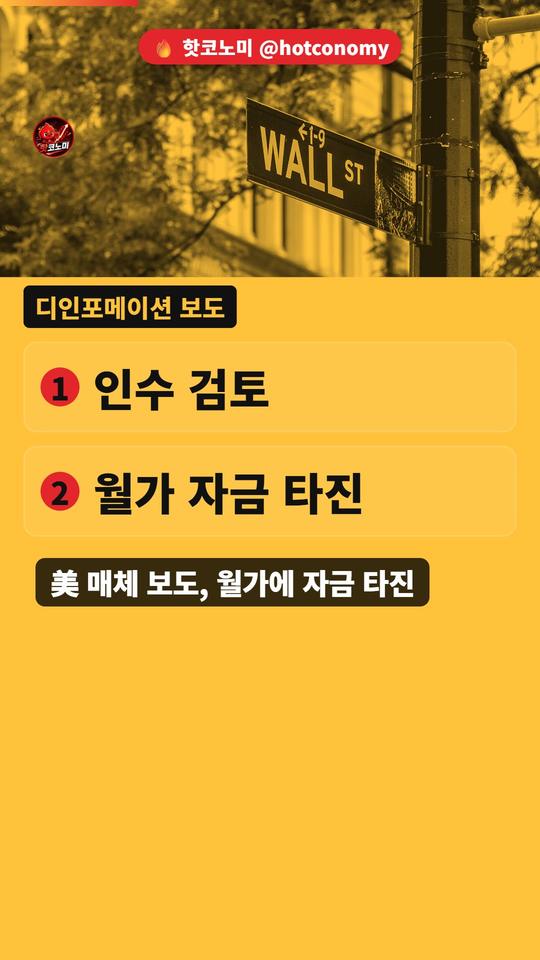 핫코노미 @hotconomy
핫코노미
←1-9
WALL ST
디인포메이션 보도
1 인수 검토
2 월가 자금 타진
美 매체 보도, 월가에 자금 타진